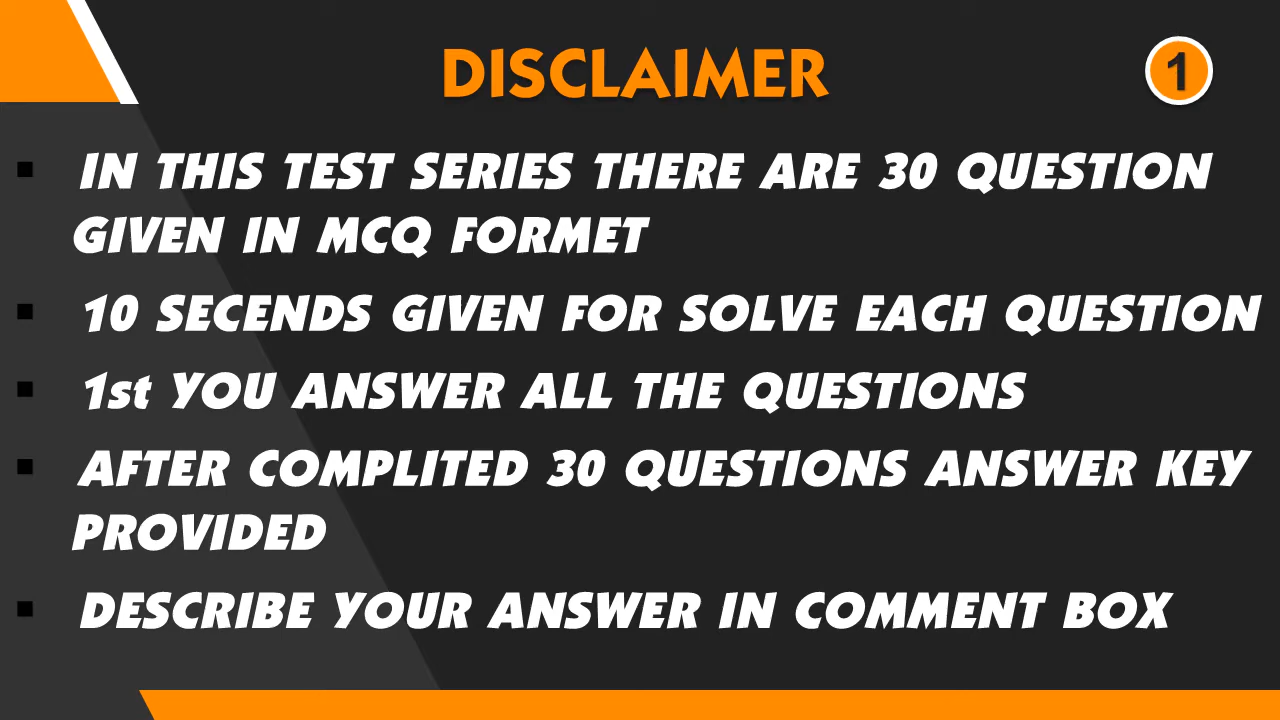 DISCLAIMER
1
▪ IN THIS TEST SERIES THERE ARE 30 QUESTION
GIVEN IN MCQ FORMET
▪ 10 SECENDS GIVEN FOR SOLVE EACH QUESTION
▪ 1st YOU ANSWER ALL THE QUESTIONS
▪ AFTER COMPLITED 30 QUESTIONS ANSWER KEY
PROVIDED
▪ DESCRIBE YOUR ANSWER IN COMMENT BOX